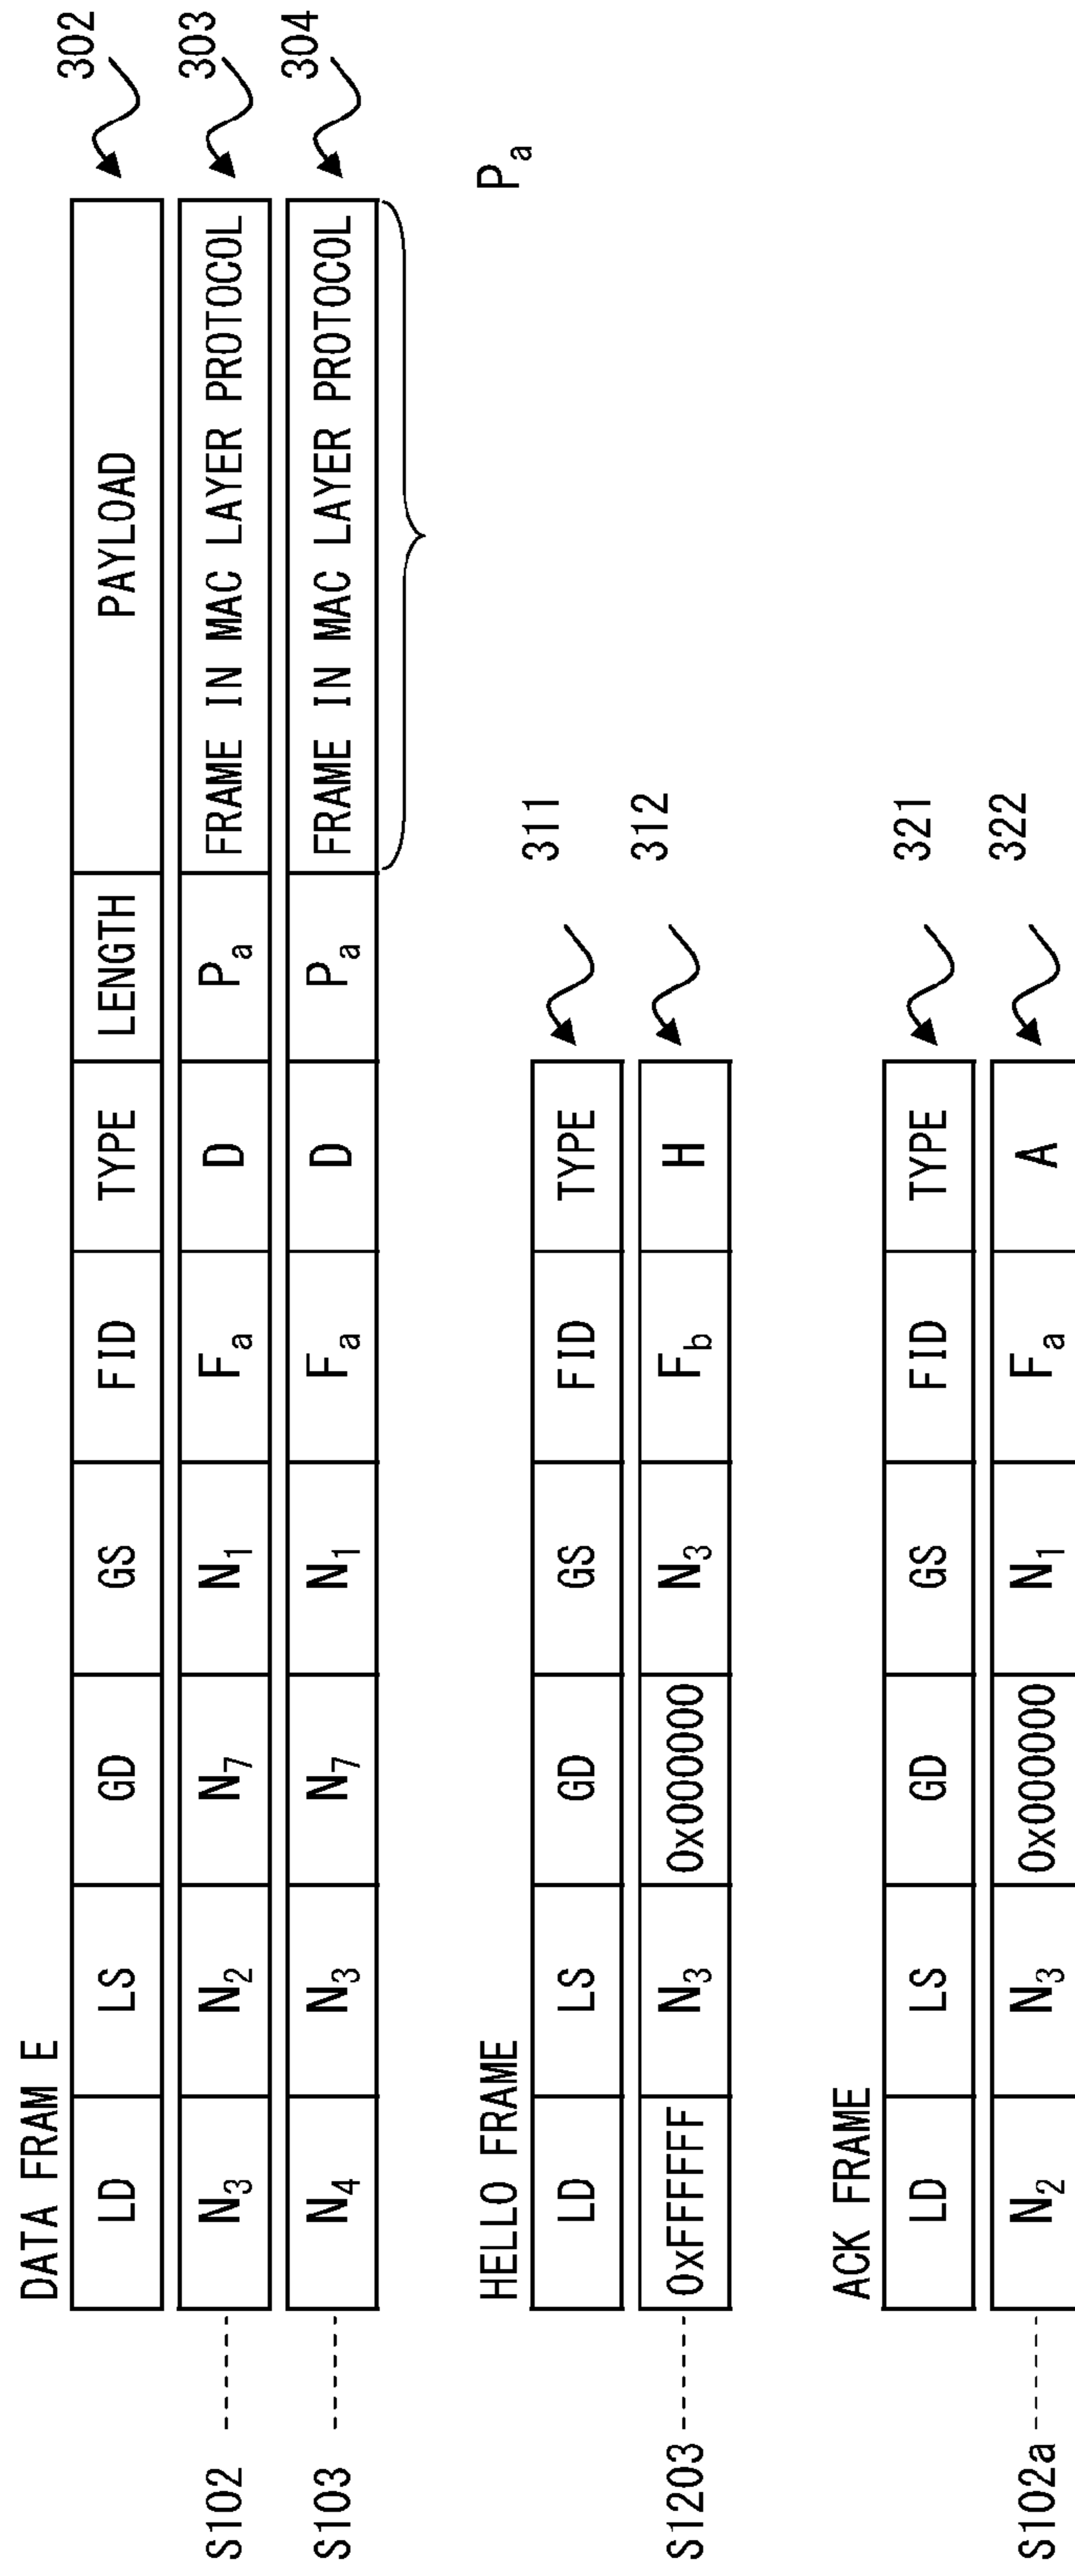 DATA FRAM E
LD LS GD GS FID TYPE LENGTH PAYLOAD 302
S102 N3 N2 N7 N1 Fa D Pa FRAME IN MAC LAYER PROTOCOL 303
S103 N4 N3 N7 N1 Fa D Pa FRAME IN MAC LAYER PROTOCOL 304
Pa
HELLO FRAME
LD LS GD GS FID TYPE 311
S1203 0xFFFFFF N3 0x000000 N3 Fb H 312
ACK FRAME
LD LS GD GS FID TYPE 321
S102a N2 N3 0x000000 N1 Fa A 322